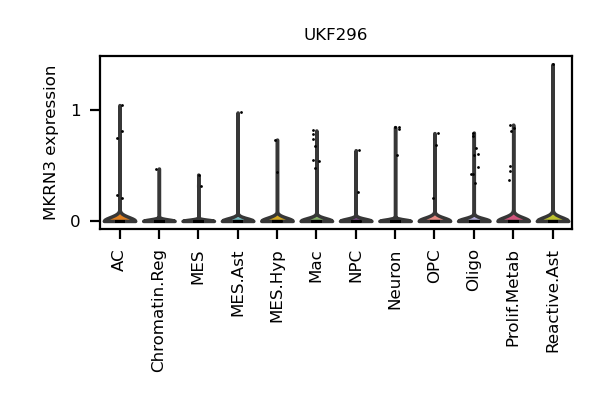 UKF296
MKRN3 expression
1
0
AC
Chromatin.Reg
MES
MES.Ast
MES.Hyp
Mac
NPC
Neuron
OPC
Oligo
Prolif.Metab
Reactive.Ast